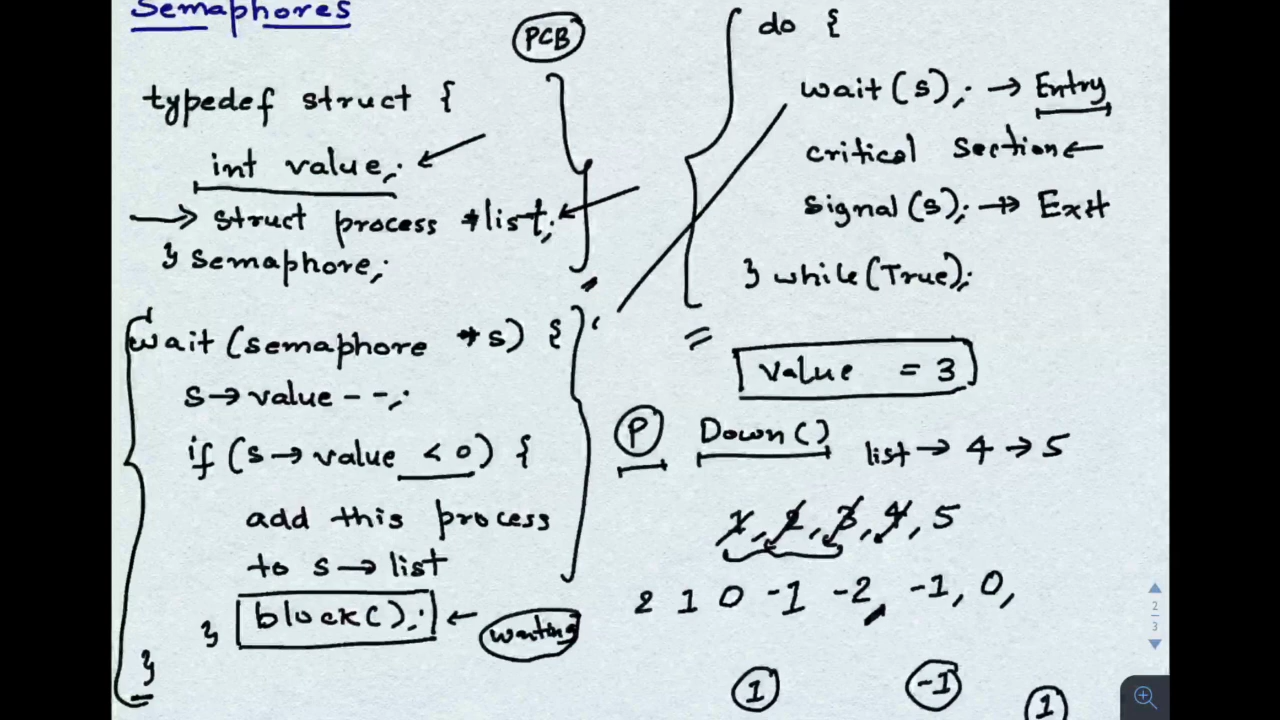 Semaphores
typedef struct {
int value;
→ struct process *list;
} semaphore;
wait (semaphore *s) {
s → value --;
if (s → value < 0) {
add this process
to s → list
} block(); ← waiting
}
PCB
do {
wait(s); → Entry
critical section ←
signal(s); → Exit
} while (True);
=
value = 3
P Down() list → 4 → 5
1, 2, 3, 4, 5
2 1 0 -1 -2, -1, 0,
1 -1 1
2
3